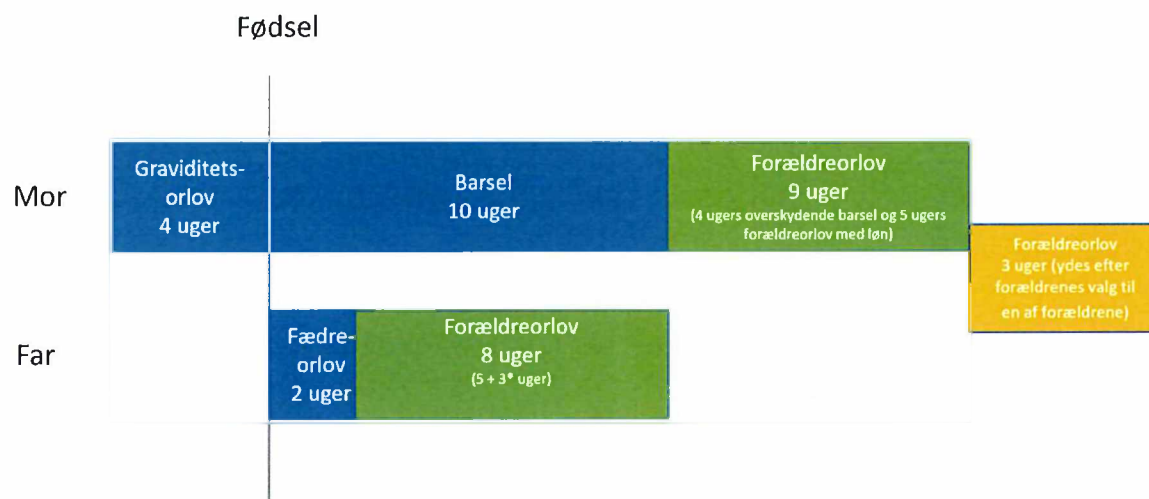 Fødsel
Mor
Graviditets-
orlov
4 uger
Barsel
10 uger
Forældreorlov
9 uger
(4 ugers overskydende barsel og 5 ugers
forældreorlov med løn)
Forældreorlov
3 uger (ydes efter
forældrenes valg til
en af forældrene)
Far
Fædre-
orlov
2 uger
Forældreorlov
8 uger
(5 + 3* uger)